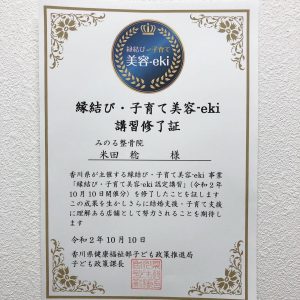 縁結び・子育て
美容-eki
縁結び・子育て美容-eki
講習修了証
みのる整骨院
米田 稔 様
香川県が主催する縁結び・子育て美容-eki 事業
「縁結び・子育て美容-eki 認定講習」(令和2年
10月10日開催分)を修了したことを証します
この成果を生かしさらに結婚支援・子育て支援
に理解ある店舗として努力されることを期待し
ます
令和2年10月10日
香川県健康福祉部子ども政策推進局
子ども政策課長